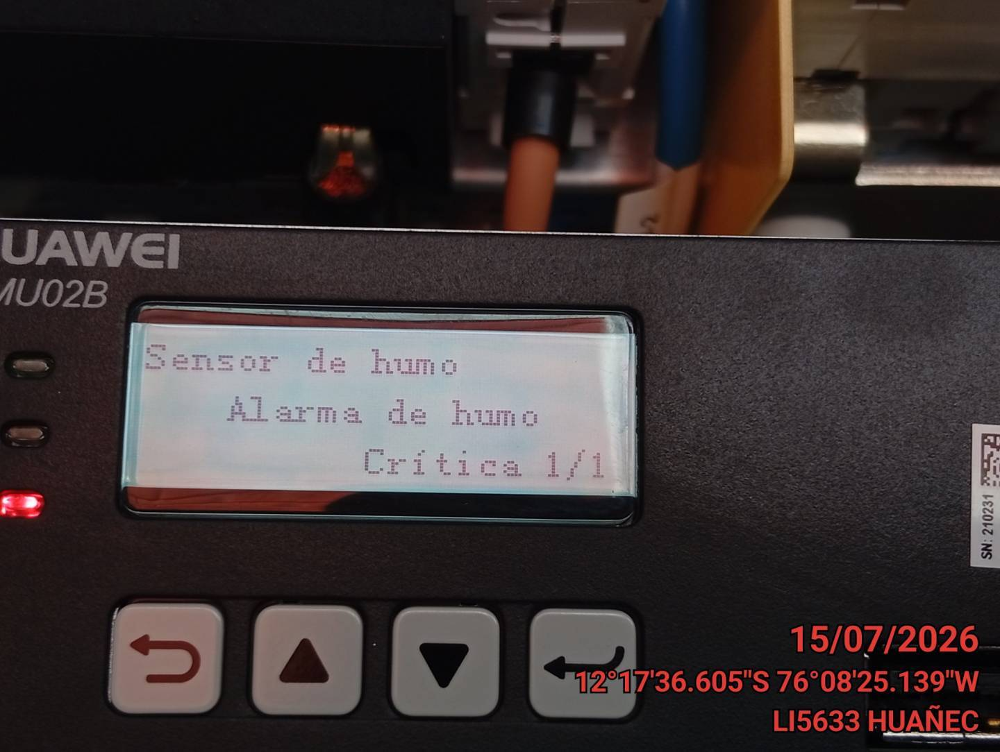 UAWEI
MU02B
Sensor de humo
Alarma de humo
Crítica 1/1
SN: 210231
15/07/2026
12°17'36.605"S 76°08'25.139"W
LI5633 HUAÑEC